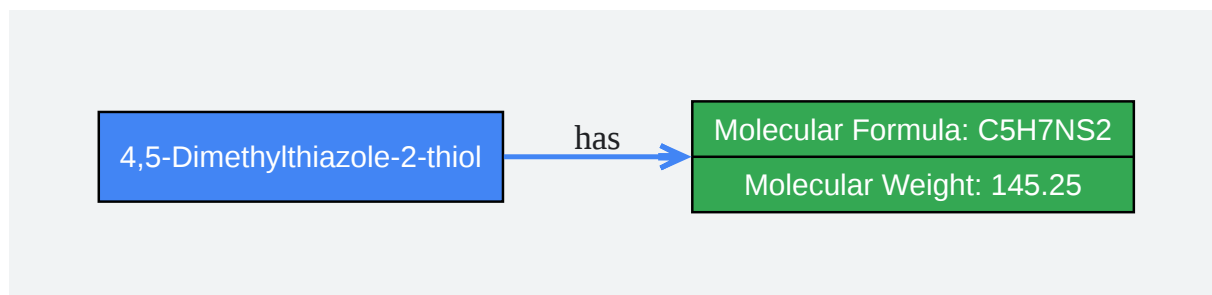 4,5-Dimethylthiazole-2-thiol
has
Molecular Formula: C5H7NS2
Molecular Weight: 145.25